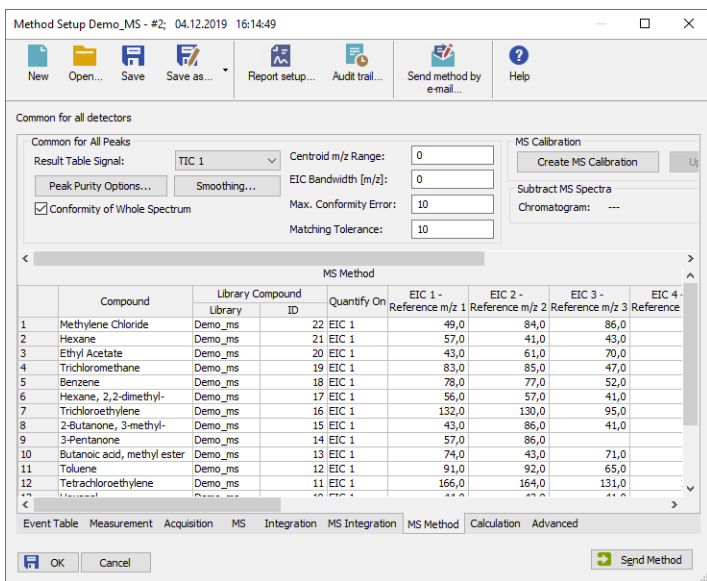 Method Setup Demo_MS - #2; 04.12.2019 16:14:49
New Open... Save Save as... Report setup... Audit trail... Send method by e-mail... Help
Common for all detectors
Common for All Peaks
MS Calibration
Result Table Signal: TIC 1 Centroid m/z Range: 0
Create MS Calibration
Peak Purity Options... Smoothing... EIC Bandwidth [m/z]: 0
Subtract MS Spectra
Conformity of Whole Spectrum Max. Conformity Error: 10
Chromatogram: ---
Matching Tolerance: 10
MS Method
Compound Library Compound Quantify On EIC 1 - Reference m/z 1 EIC 2 - Reference m/z 2 EIC 3 - Reference m/z 3 EIC 4 - Reference
Library ID
1 Methylene Chloride Demo_ms 22 EIC 1 49,0 84,0 86,0
2 Hexane Demo_ms 21 EIC 1 57,0 41,0 43,0
3 Ethyl Acetate Demo_ms 20 EIC 1 43,0 61,0 70,0
4 Trichloromethane Demo_ms 19 EIC 1 83,0 85,0 47,0
5 Benzene Demo_ms 18 EIC 1 78,0 77,0 52,0
6 Hexane, 2,2-dimethyl- Demo_ms 17 EIC 1 56,0 57,0 41,0
7 Trichloroethylene Demo_ms 16 EIC 1 132,0 130,0 95,0
8 2-Butanone, 3-methyl- Demo_ms 15 EIC 1 43,0 86,0 41,0
9 3-Pentanone Demo_ms 14 EIC 1 57,0 86,0
10 Butanoic acid, methyl ester Demo_ms 13 EIC 1 74,0 43,0 71,0
11 Toluene Demo_ms 12 EIC 1 91,0 92,0 65,0
12 Tetrachloroethylene Demo_ms 11 EIC 1 166,0 164,0 131,0
Event Table Measurement Acquisition MS Integration MS Integration MS Method Calculation Advanced
OK Cancel Send Method